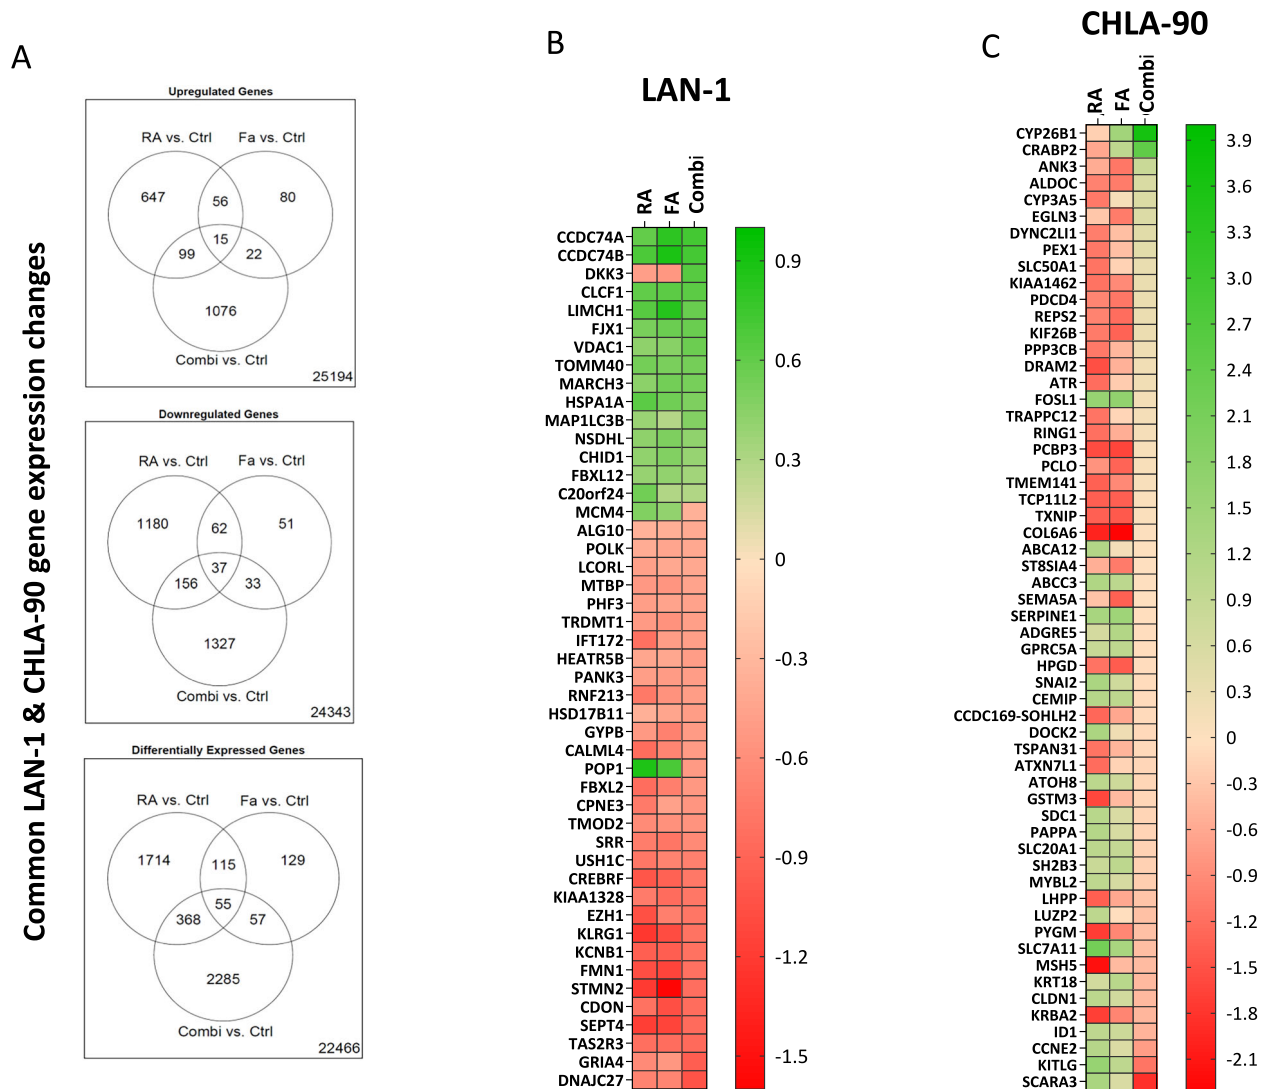 A
Common LAN-1 & CHLA-90 gene expression changes
Upregulated Genes
RA vs. Ctrl
Fa vs. Ctrl
647
56
80
15
99
22
1076
Combi vs. Ctrl
25194
Downregulated Genes
RA vs. Ctrl
Fa vs. Ctrl
1180
62
51
37
156
33
1327
Combi vs. Ctrl
24343
Differentially Expressed Genes
RA vs. Ctrl
Fa vs. Ctrl
1714
115
129
55
368
57
2285
Combi vs. Ctrl
22466
B
LAN-1
RA
FA
Combi
CCDC74A
CCDC74B
DKK3
CLCF1
LIMCH1
FJX1
VDAC1
TOMM40
MARCH3
HSPA1A
MAP1LC3B
NSDHL
CHID1
FBXL12
C20orf24
MCM4
ALG10
POLK
LCORL
MTBP
PHF3
TRDMT1
IFT172
HEATR5B
PANK3
RNF213
HSD17B11
GYPB
CALML4
POP1
FBXL2
CPNE3
TMOD2
SRR
USH1C
CREBRF
KIAA1328
EZH1
KLRG1
KCNB1
FMN1
STMN2
CDON
SEPT4
TAS2R3
GRIA4
DNAJC27
0.9
0.6
0.3
0
-0.3
-0.6
-0.9
-1.2
-1.5
C
CHLA-90
RA
FA
Combi
CYP26B1
CRABP2
ANK3
ALDOC
CYP3A5
EGLN3
DYNC2LI1
PEX1
SLC50A1
KIAA1462
PDCD4
REPS2
KIF26B
PPP3CB
DRAM2
ATR
FOSL1
TRAPPC12
RING1
PCBP3
PCLO
TMEM141
TCP11L2
TXNIP
COL6A6
ABCA12
ST8SIA4
ABCC3
SEMA5A
SERPINE1
ADGRE5
GPRC5A
HPGD
SNAI2
CEMIP
CCDC169-SOHLH2
DOCK2
TSPAN31
ATXN7L1
ATOH8
GSTM3
SDC1
PAPPA
SLC20A1
SH2B3
MYBL2
LHPP
LUZP2
PYGM
SLC7A11
MSH5
KRT18
CLDN1
KRBA2
ID1
CCNE2
KITLG
SCARA3
3.9
3.6
3.3
3.0
2.7
2.4
2.1
1.8
1.5
1.2
0.9
0.6
0.3
0
-0.3
-0.6
-0.9
-1.2
-1.5
-1.8
-2.1